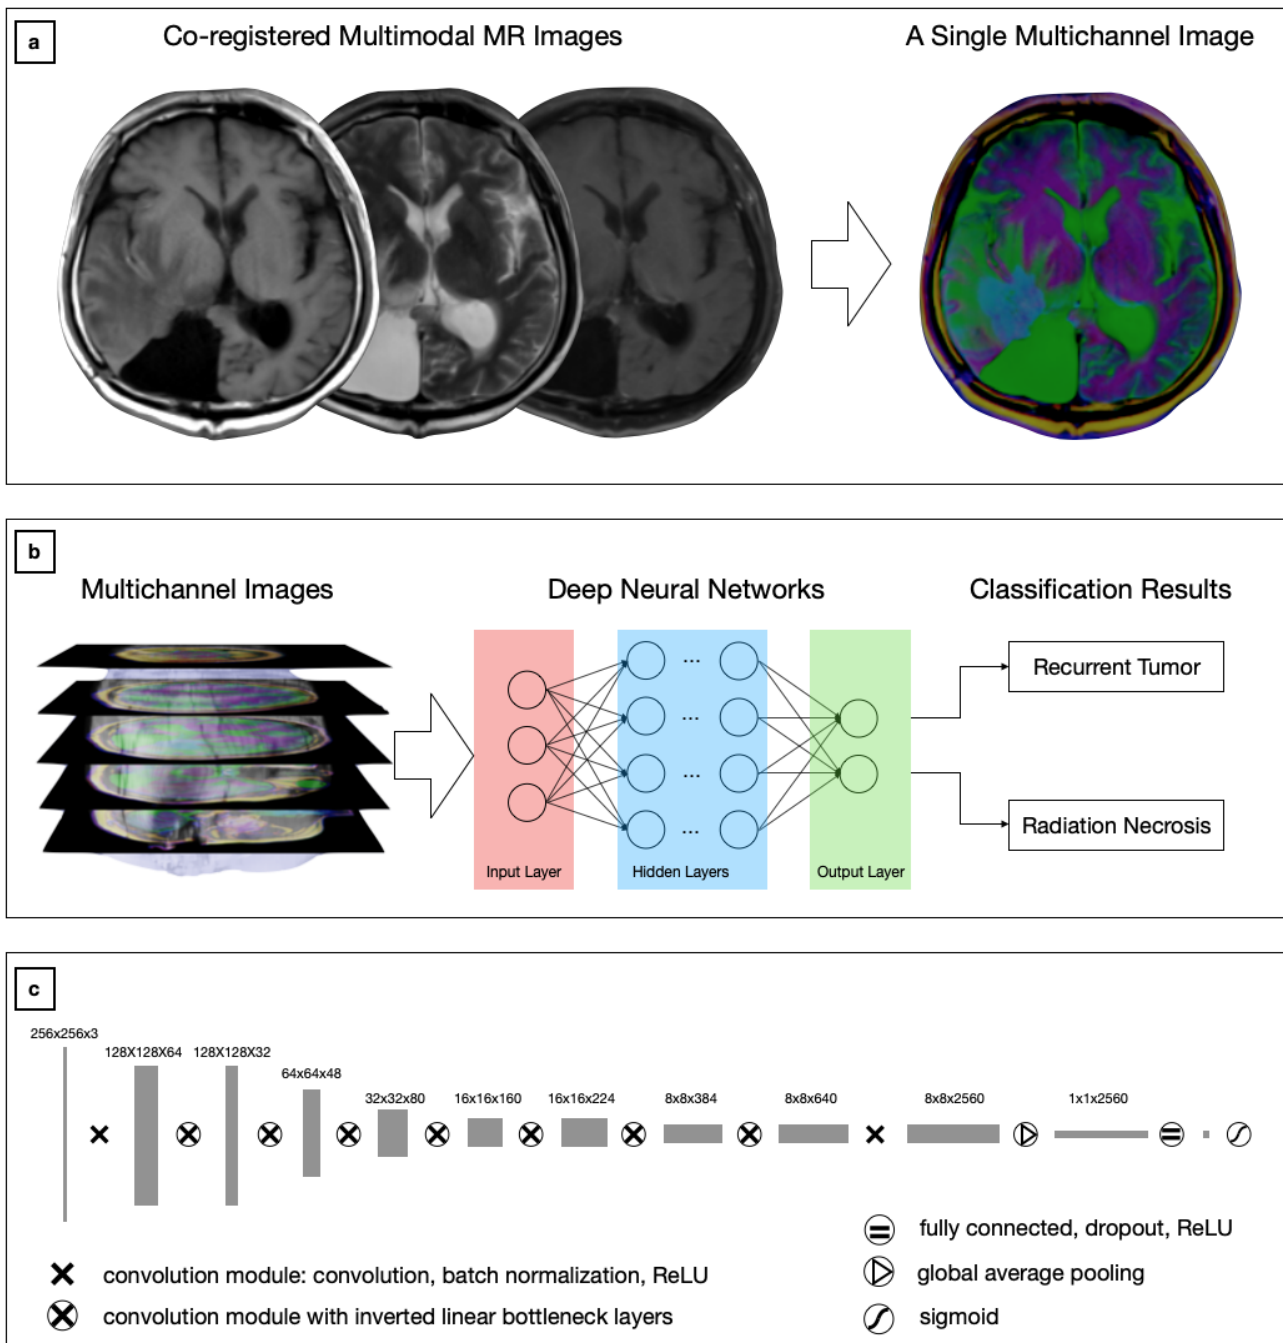 a
Co-registered Multimodal MR Images
A Single Multichannel Image
b
Multichannel Images
Deep Neural Networks
Classification Results
Recurrent Tumor
...
...
...
...
Radiation Necrosis
Input Layer
Hidden Layers
Output Layer
c
256x256x3
128X128X64
128X128X32
64x64x48
32x32x80
16x16x160
16x16x224
8x8x384
8x8x640
8x8x2560
1x1x2560
convolution module: convolution, batch normalization, ReLU
convolution module with inverted linear bottleneck layers
fully connected, dropout, ReLU
global average pooling
sigmoid